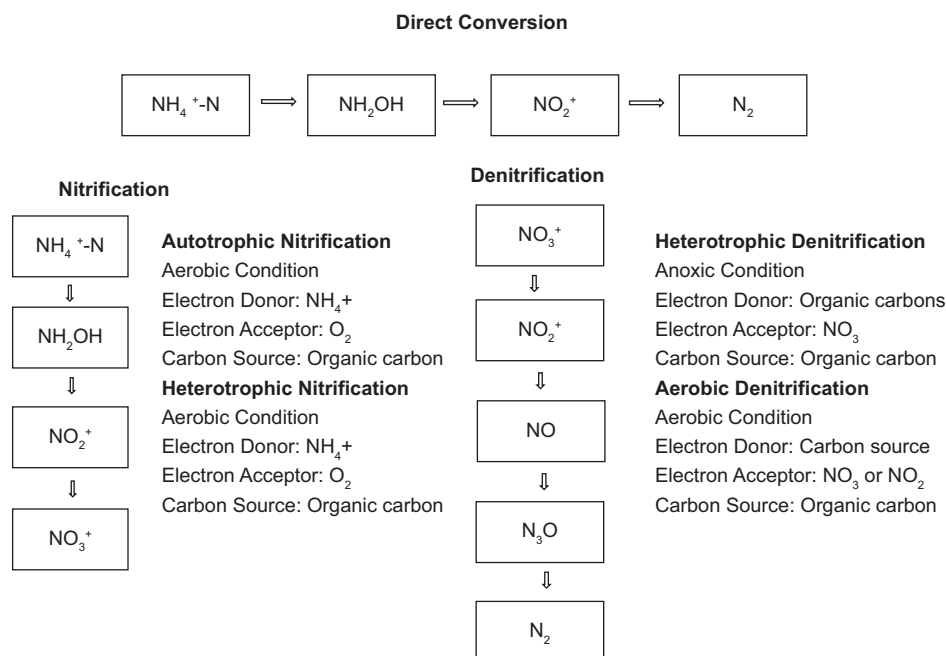 Direct Conversion
NH₄⁺-N
NH₂OH
NO₂⁺
N₂
Nitrification
NH₄⁺-N
NH₂OH
NO₂⁺
NO₃⁺
Autotrophic Nitrification
Aerobic Condition
Electron Donor: NH₄+
Electron Acceptor: O₂
Carbon Source: Organic carbon
Heterotrophic Nitrification
Aerobic Condition
Electron Donor: NH₄+
Electron Acceptor: O₂
Carbon Source: Organic carbon
Denitrification
NO₃⁺
NO₂⁺
NO
N₃O
N₂
Heterotrophic Denitrification
Anoxic Condition
Electron Donor: Organic carbons
Electron Acceptor: NO₃
Carbon Source: Organic carbon
Aerobic Denitrification
Aerobic Condition
Electron Donor: Carbon source
Electron Acceptor: NO₃ or NO₂
Carbon Source: Organic carbon